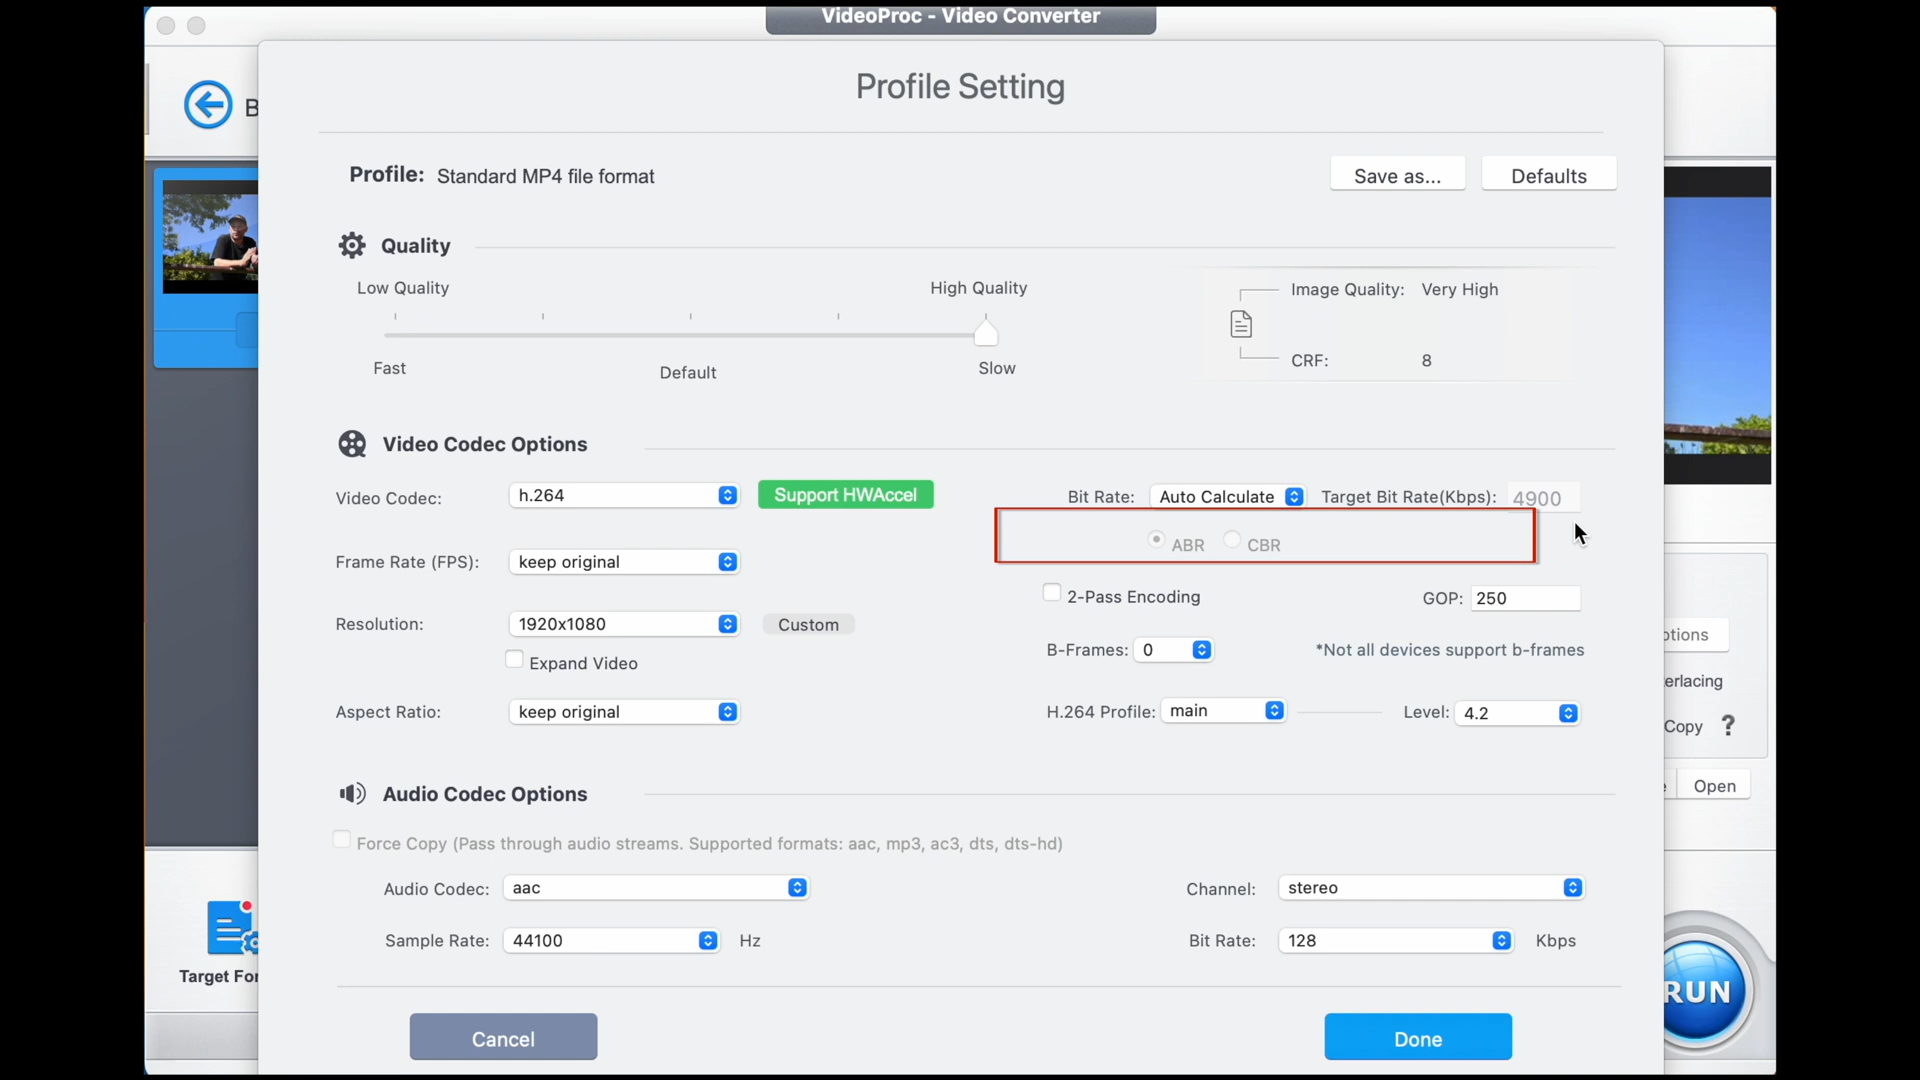 VideoProc - Video Converter
B
Profile Setting
Profile: Standard MP4 file format
Save as...
Defaults
Quality
Low Quality
High Quality
Fast
Default
Slow
Image Quality: Very High
CRF: 8
Video Codec Options
Video Codec: h.264
Support HWAccel
Bit Rate: Auto Calculate
Target Bit Rate(Kbps): 4900
ABR
CBR
Frame Rate (FPS): keep original
2-Pass Encoding
GOP: 250
Resolution: 1920x1080
Custom
Expand Video
B-Frames: 0
*Not all devices support b-frames
Aspect Ratio: keep original
H.264 Profile: main
Level: 4.2
ptions
erlacing
Copy ?
Open
Audio Codec Options
Force Copy (Pass through audio streams. Supported formats: aac, mp3, ac3, dts, dts-hd)
Audio Codec: aac
Channel: stereo
Sample Rate: 44100 Hz
Bit Rate: 128 Kbps
Target For
RUN
Cancel
Done